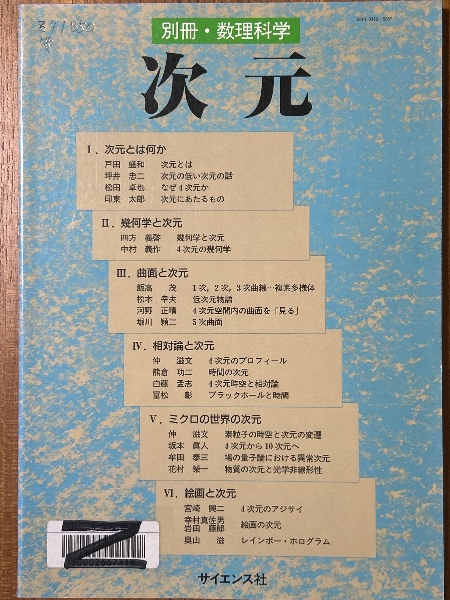 別冊・数理科学
次元
I. 次元とは何か
戸田 盛和 次元とは
坪井 忠二 次元の低い次元の話
松田 卓也 なぜ4次元か
印東 太郎 次元にあたるもの
II. 幾何学と次元
四方 義啓 幾何学と次元
中村 義作 4次元の幾何学
III. 曲面と次元
飯高 茂 1次，2次，3次曲線…複素多様体
松本 幸夫 低次元物語
河野 正晴 4次元空間内の曲面を「見る」
堀川 穎二 5次曲面
IV. 相対論と次元
仲 滋文 4次元のプロフィール
熊倉 功二 時間の次元
白藤 孟志 4次元時空と相対論
冨松 彰 ブラックホールと時間
V. ミクロの世界の次元
仲 滋文 素粒子の時空と次元の変遷
坂本 眞人 4次元から10次元へ
牟田 泰三 場の量子論における異常次元
花村 榮一 物質の次元と光学非線形性
VI. 絵画と次元
宮崎 興二 4次元のアジサイ
幸村真佐男
岩田 藤郎 絵画の次元
奥山 滋 レインボー・ホログラム
サイエンス社